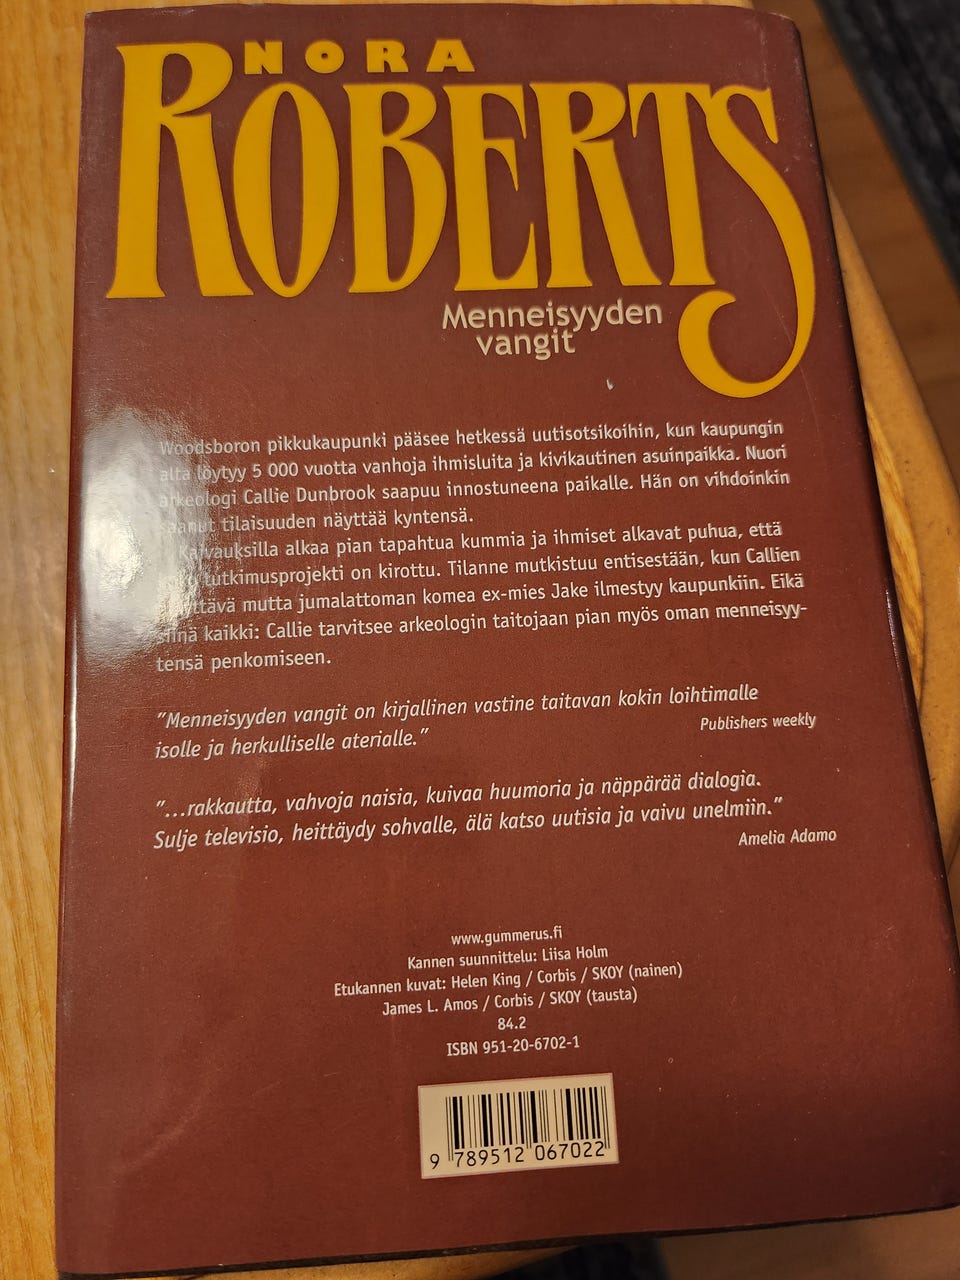 NORA
ROBERTS
Menneisyyden
vangit
Woodsboron pikkukaupunki pääsee hetkessä uutisotsikoihin, kun kaupungin
alta löytyy 5 000 vuotta vanhoja ihmisluita ja kivikautinen asuinpaikka. Nuori
arkeologi Callie Dunbrook saapuu innostuneena paikalle. Hän on vihdoinkin
saanut tilaisuuden näyttää kyntensä.
Kaivauksilla alkaa pian tapahtua kummia ja ihmiset alkavat puhua, että
tutkimusprojekti on kirottu. Tilanne mutkistuu entisestään, kun Callien
ärsyttävä mutta jumalattoman komea ex-mies Jake ilmestyy kaupunkiin. Eikä
siinä kaikki: Callie tarvitsee arkeologin taitojaan pian myös oman menneisyy-
tensä penkomiseen.
"Menneisyyden vangit on kirjallinen vastine taitavan kokin loihtimalle
isolle ja herkulliselle aterialle."
Publishers weekly
"...rakkautta, vahvoja naisia, kuivaa huumoria ja näppärää dialogia.
Sulje televisio, heittäydy sohvalle, älä katso uutisia ja vaivu unelmiin."
Amelia Adamo
www.gummerus.fi
Kannen suunnittelu: Liisa Holm
Etukannen kuvat: Helen King / Corbis / SKOY (nainen)
James L. Amos / Corbis / SKOY (tausta)
84.2
ISBN 951-20-6702-1
9 789512 067022